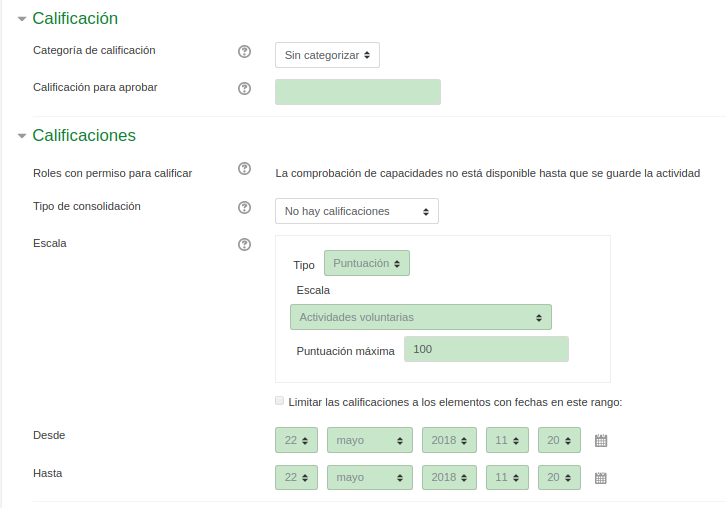 Calificación
Categoría de calificación
Sin categorizar
Calificación para aprobar
Calificaciones
Roles con permiso para calificar
La comprobación de capacidades no está disponible hasta que se guarde la actividad
Tipo de consolidación
No hay calificaciones
Escala
Tipo Puntuación
Escala
Actividades voluntarias
Puntuación máxima 100
Limitar las calificaciones a los elementos con fechas en este rango:
Desde
22 mayo 2018 11 20
Hasta
22 mayo 2018 11 20